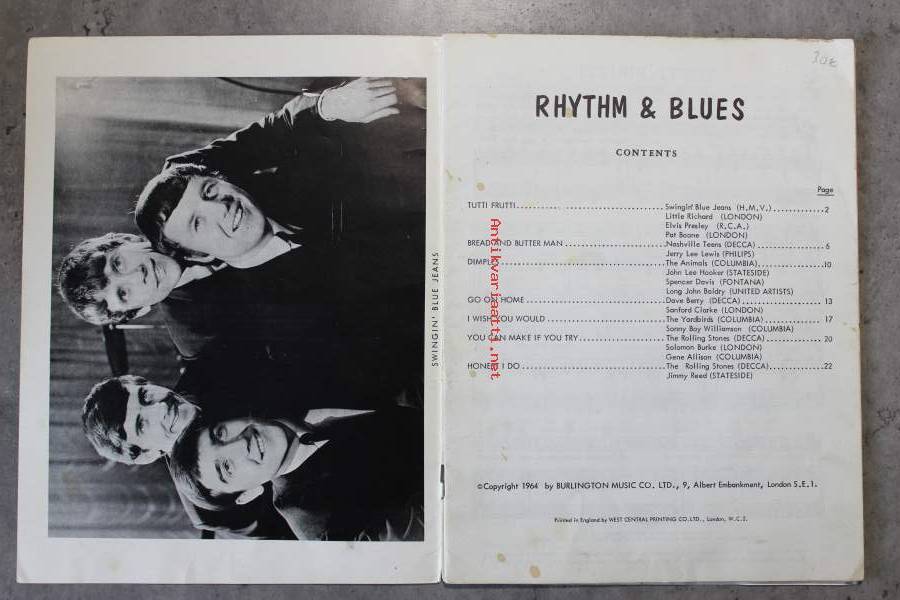 SWINGIN' BLUE JEANS
30€
RHYTHM & BLUES
CONTENTS
Page
TUTTI FRUTTI.......... Swingin' Blue Jeans (H.M.V.)..........2
Little Richard (LONDON)
Elvis Presley (R.C.A.)
Pat Boone (LONDON)
BREAD AND BUTTER MAN..........Nashville Teens (DECCA)..........6
Jerry Lee Lewis (PHILIPS)
DIMPLES..........The Animals (COLUMBIA)..........10
John Lee Hooker (STATESIDE)
Spencer Davis (FONTANA)
Long John Baldry (UNITED ARTISTS)
GO ON HOME..........Dave Berry (DECCA)..........13
Sanford Clarke (LONDON)
I WISH YOU WOULD..........The Yardbirds (COLUMBIA)..........17
Sonny Boy Williamson (COLUMBIA)
YOU CAN MAKE IF YOU TRY..........The Rolling Stones (DECCA)..........20
Solomon Burke (LONDON)
Gene Allison (COLUMBIA)
HONEST I DO..........The Rolling Stones (DECCA)..........22
Jimmy Reed (STATESIDE)
©Copyright 1964 by BURLINGTON MUSIC CO. LTD., 9, Albert Embankment, London S.E.1.
Printed in England by WEST CENTRAL PRINTING CO.LTD., London, W.C.2.
Antikvariaatti.net